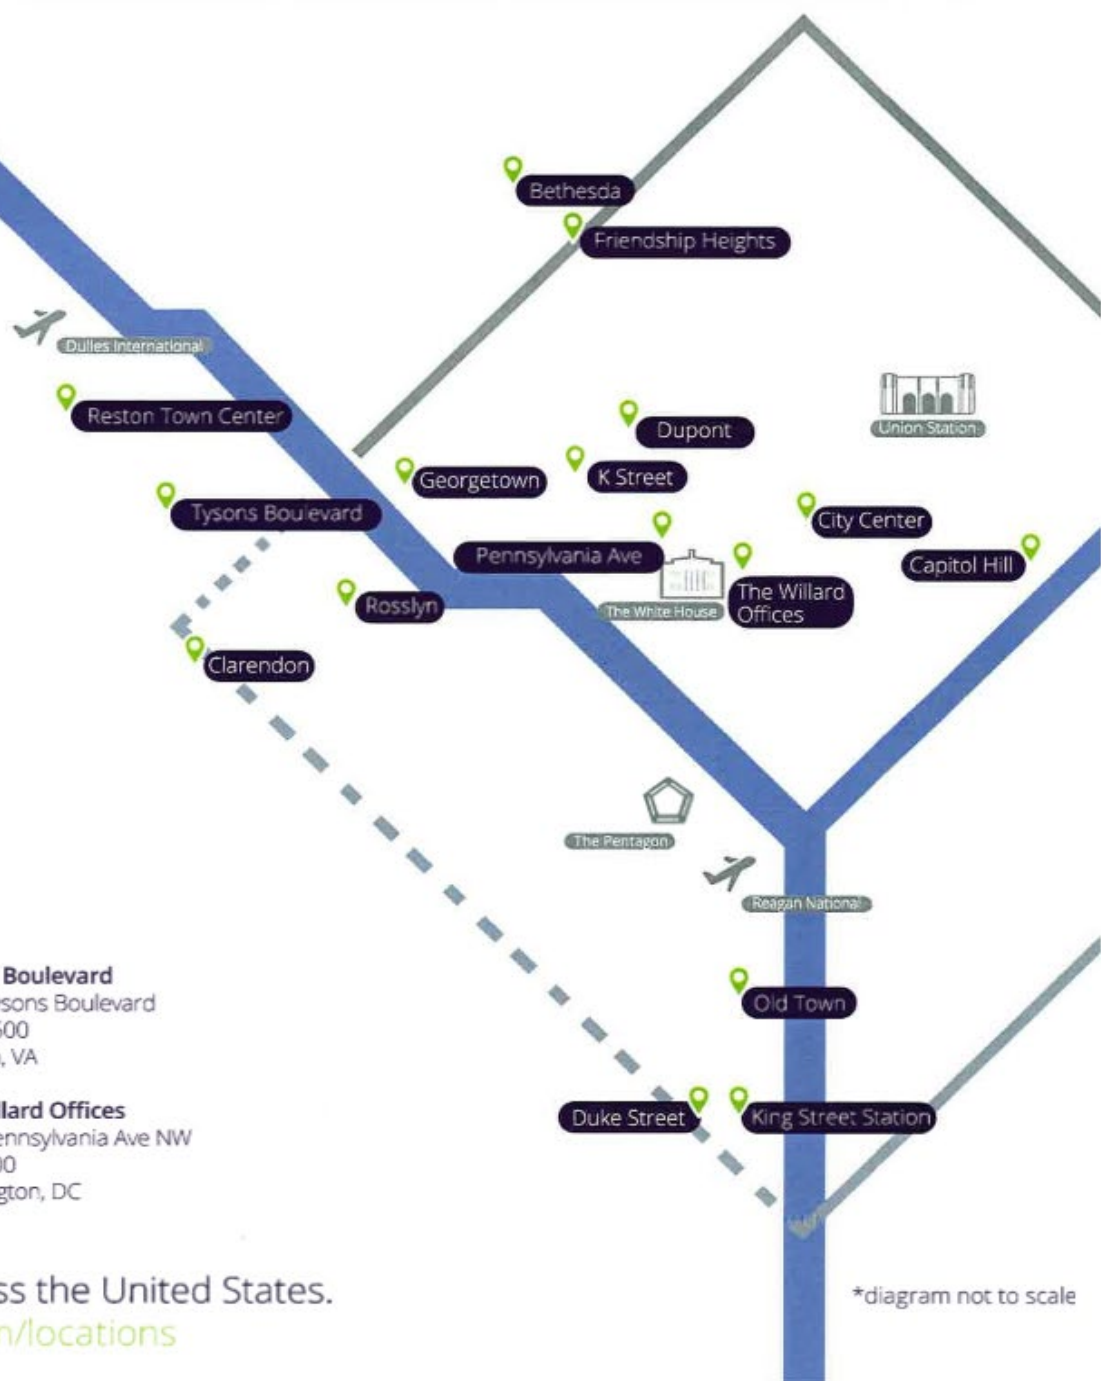 Bethesda
Friendship Heights
Dulles International
Reston Town Center
Dupont
Union Station
Georgetown
K Street
Tysons Boulevard
City Center
Pennsylvania Ave
Capitol Hill
The White House
The Willard
Offices
Rosslyn
Clarendon
The Pentagon
Reagan National
Old Town
Duke Street
King Street Station
Boulevard
sons Boulevard
00
, VA
llard Offices
ennsylvania Ave NW
00
gton, DC
ss the United States.
/locations
*diagram not to scale